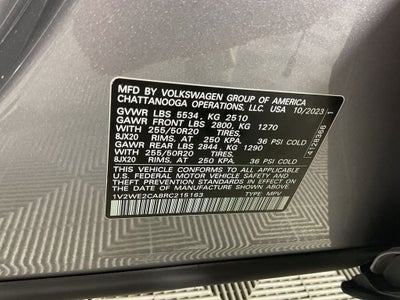 MFD BY VOLKSWAGEN GROUP OF AMERICA
CHATTANOOGA OPERATIONS, LLC. USA 10/2023
GVWR LBS 5534, KG 2510
GAWR FRONT LBS 2800, KG 1270
WITH 255/50R20 TIRES,
8JX20 RIMS, AT 250 KPA, 36 PSI COLD
GAWR REAR LBS 2844, KG 1290
WITH 255/50R20 TIRES,
8JX20 RIMS, AT 250 KPA, 36 PSI COLD
THIS VEHICLE CONFORMS TO ALL APPLICABLE
U.S. FEDERAL MOTOR VEHICLE SAFETY AND
THEFT PREVENTION STANDARDS IN EFFECT
ON THE DATE OF MANUFACTURE SHOWN ABOVE.
1V2WE2CA8RC215163 TYPE: MPV
4128366